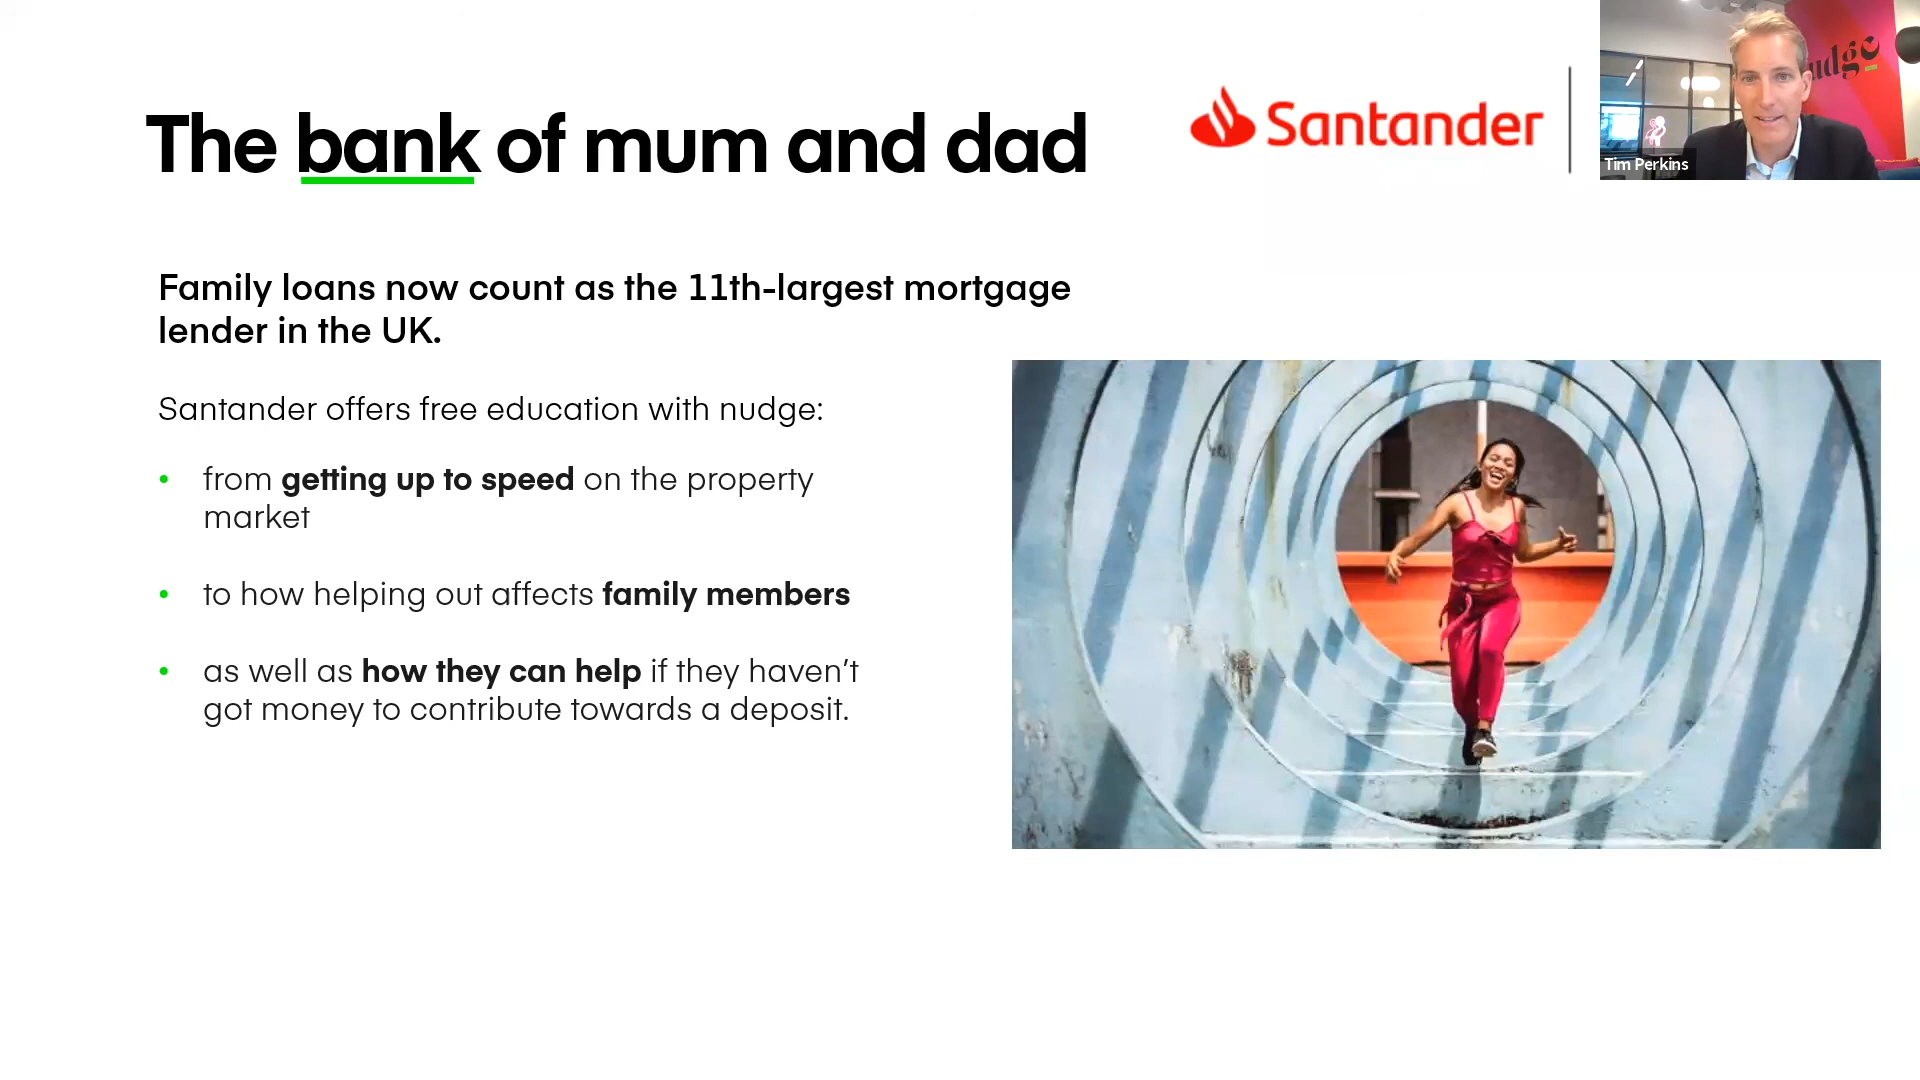 The bank of mum and dad
Santander
udge
Tim Perkins
Family loans now count as the 11th-largest mortgage
lender in the UK.
Santander offers free education with nudge:
• from getting up to speed on the property
market
• to how helping out affects family members
• as well as how they can help if they haven’t
got money to contribute towards a deposit.